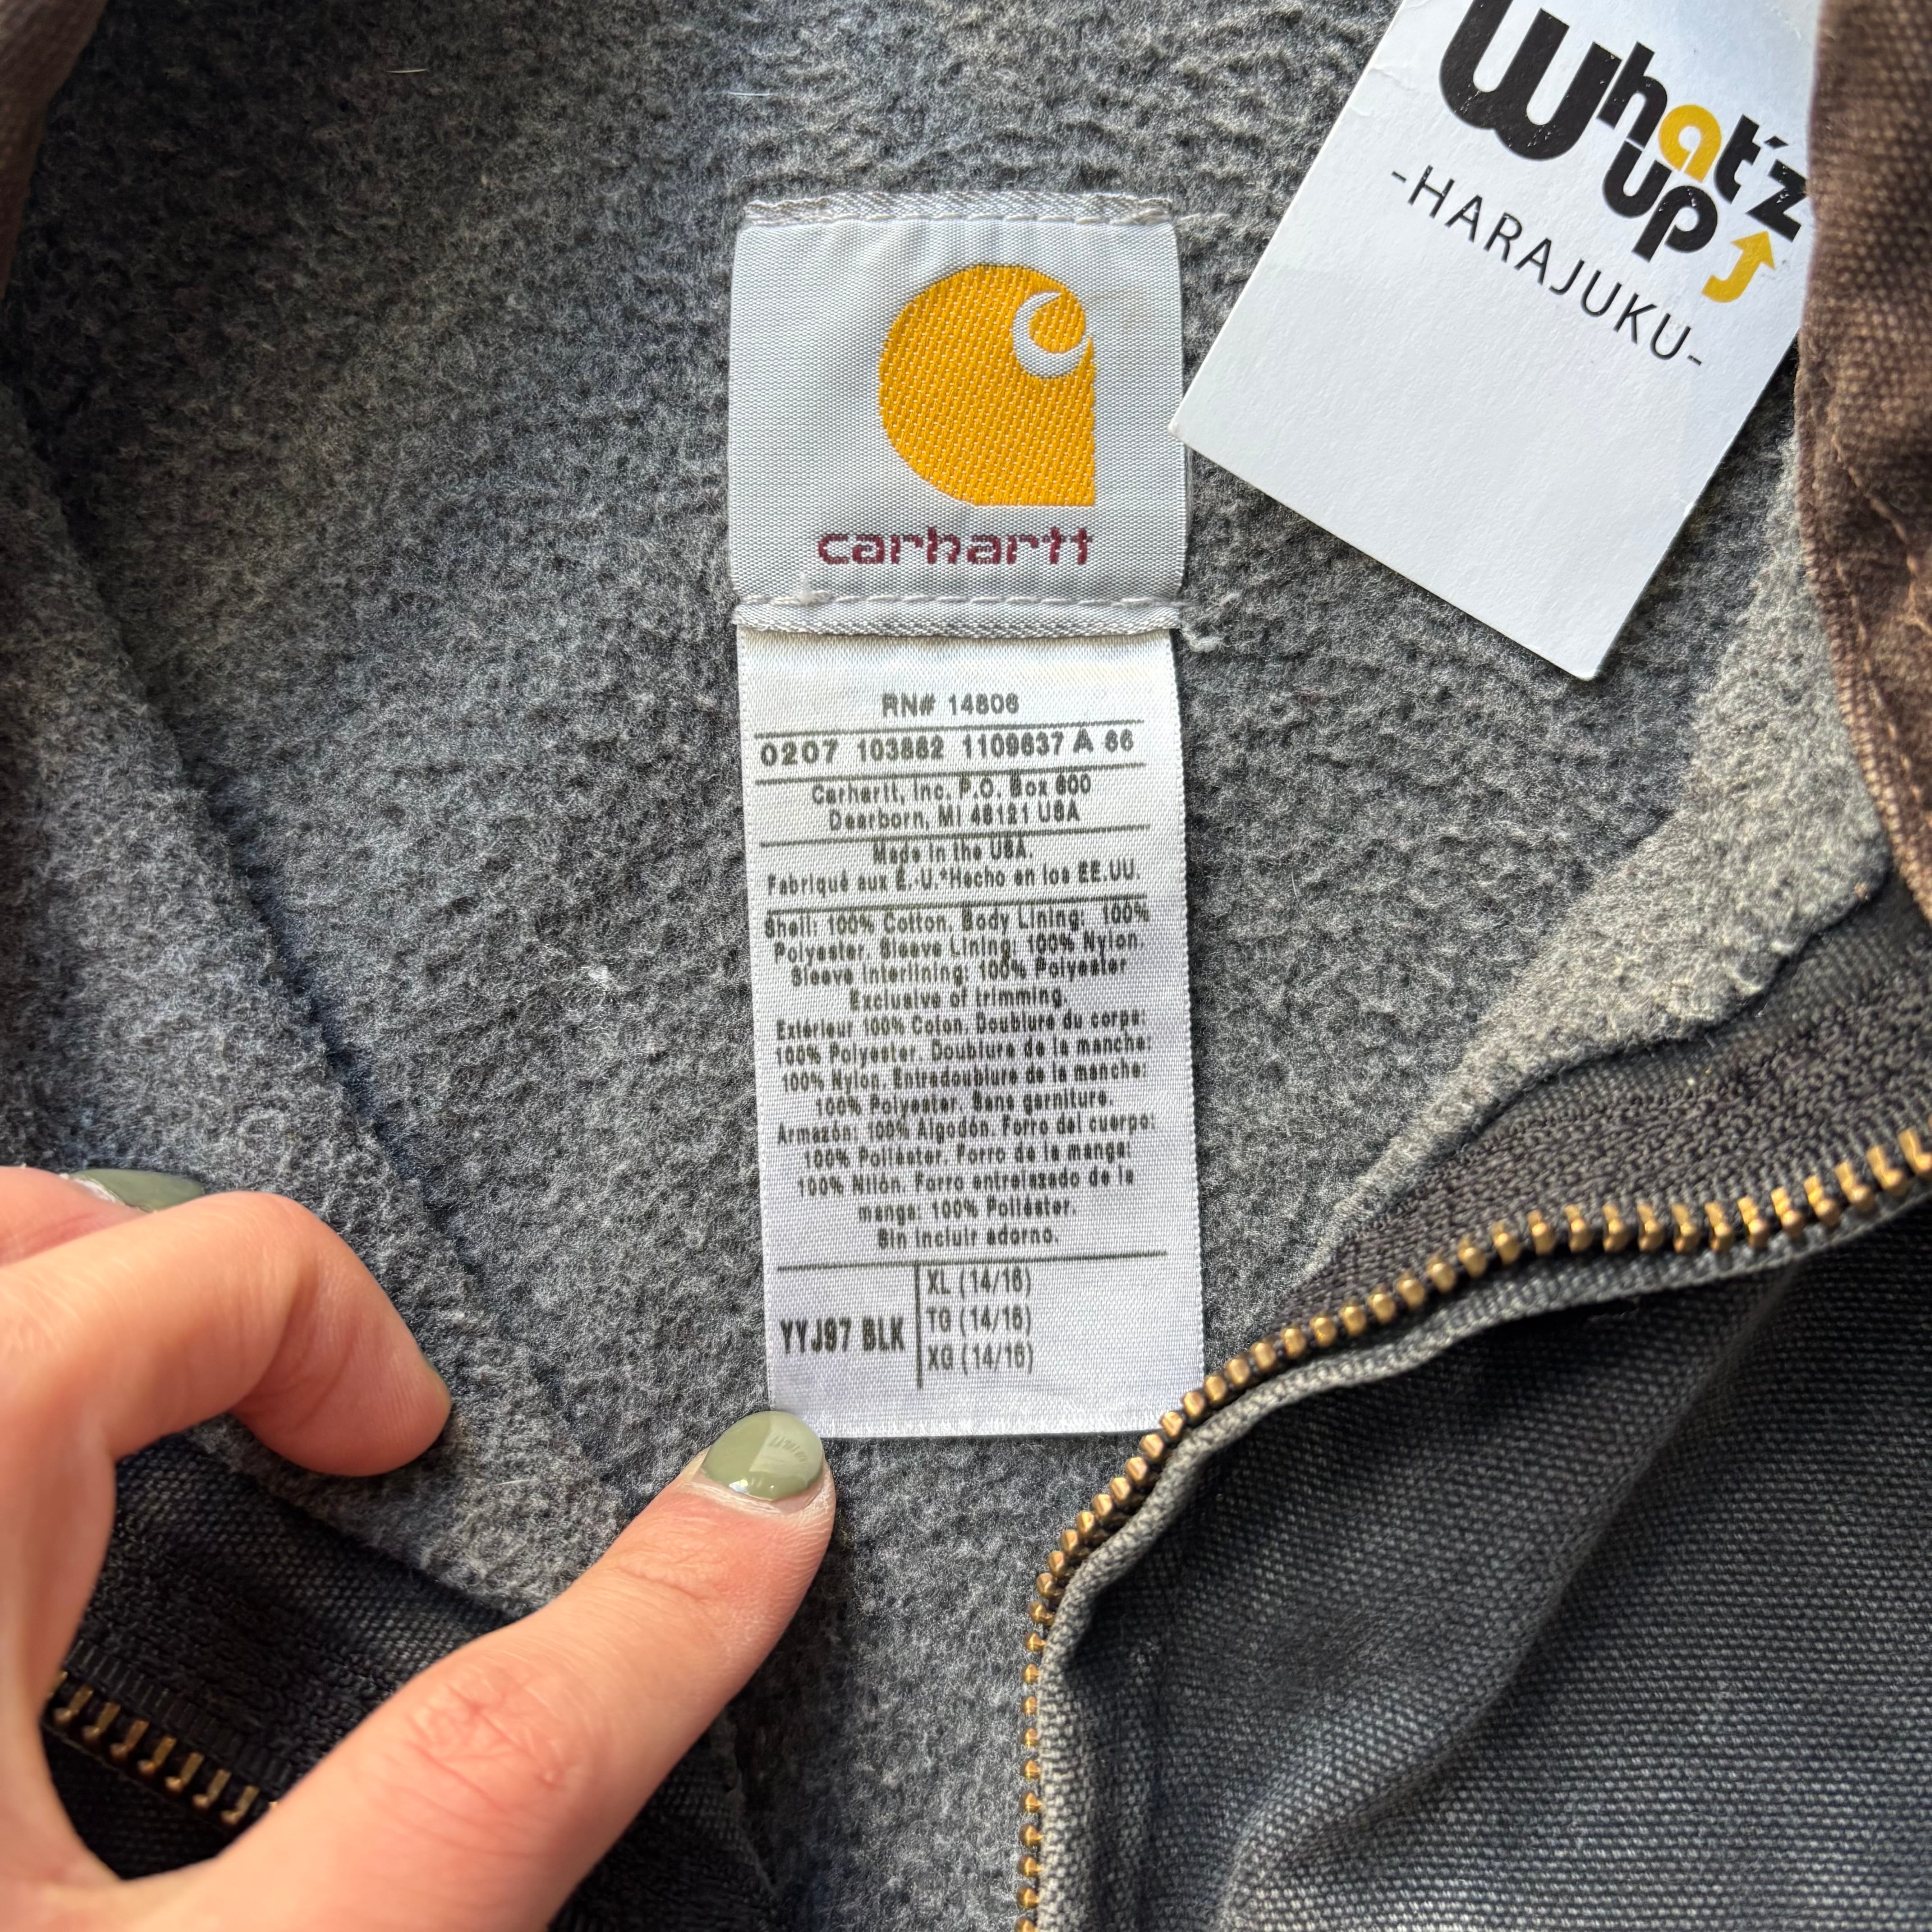 What'z
up
-HARAJUKU-
carhartt
RN# 14806
0207 103882 1109637 A 86
Carhartt, Inc. P.O. Box 600
Dearborn, MI 48121 USA
Made in the USA.
Fabriqué aux É.-U.*Hecho en los EE.UU.
Shell: 100% Cotton. Body Lining: 100%
Polyester. Sleeve Lining: 100% Nylon.
Sleeve Interlining: 100% Polyester
Exclusive of trimming.
Extérieur 100% Coton. Doublure du corps:
100% Polyester. Doublure de la manche:
100% Nylon. Entredoublure de la manche:
100% Polyester. Sans garniture.
Armazón: 100% Algodón. Forro del cuerpo:
100% Poliéster. Forro de la manga:
100% Nilón. Forro entrelazado de la
manga: 100% Poliéster.
Sin incluir adorno.
YYJ97 BLK
XL (14/16)
TG (14/16)
XG (14/16)